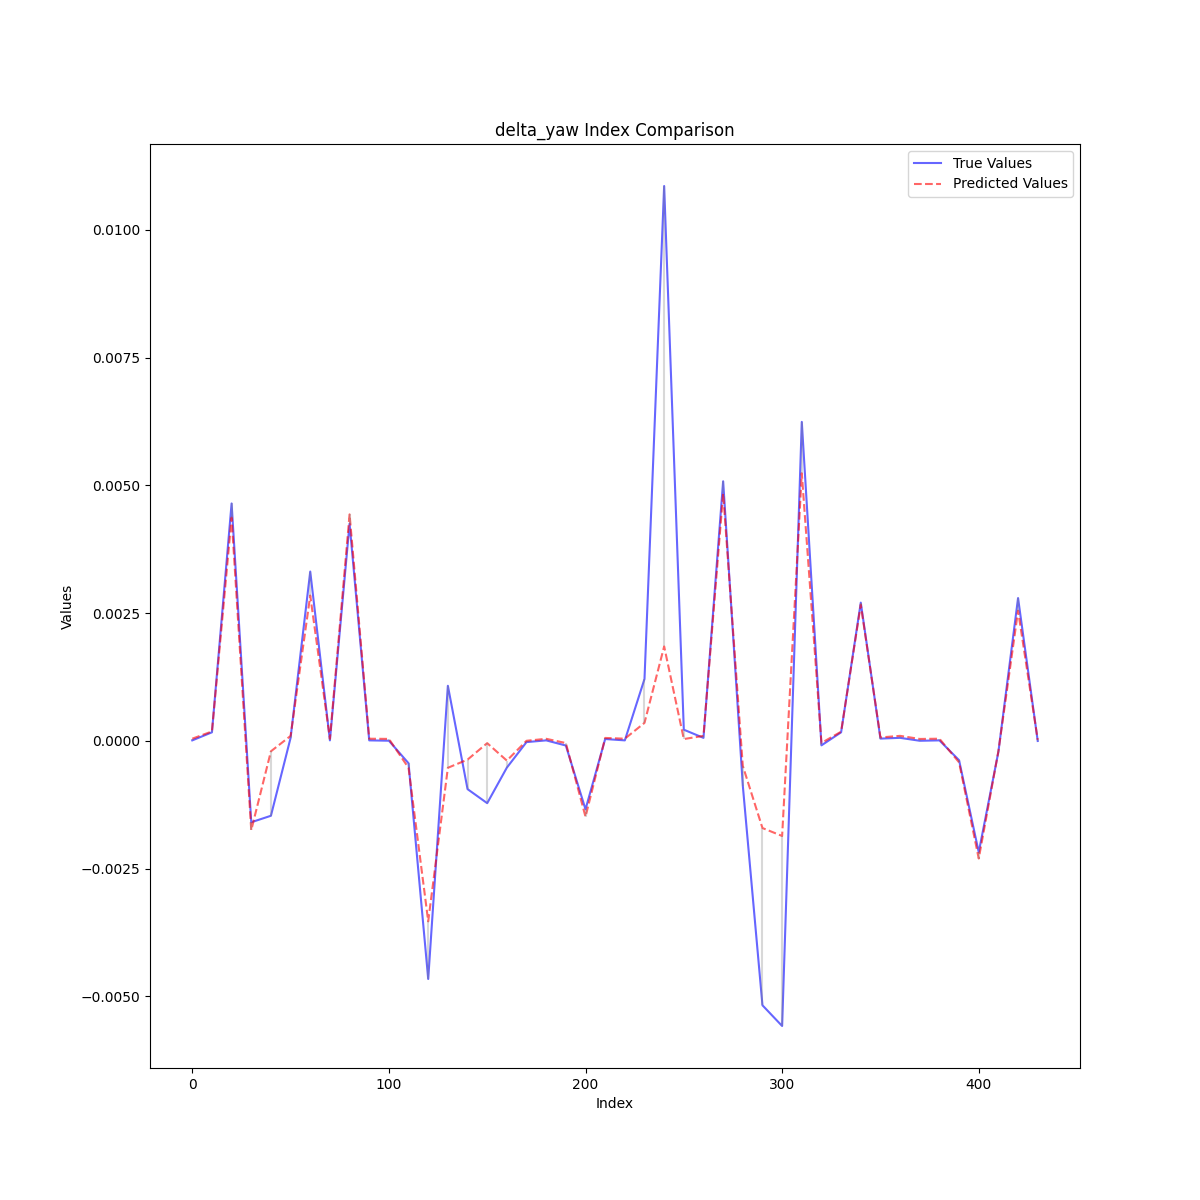 delta_yaw Index Comparison
True Values
Predicted Values
0.0100
0.0075
0.0050
0.0025
0.0000
−0.0025
−0.0050
Values
0 100 200 300 400
Index